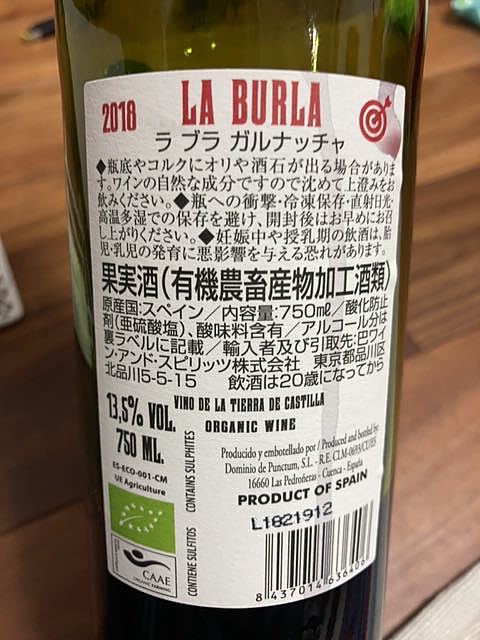 2018 LA BURLA
ラ ブラ ガルナッチャ
◆瓶底やコルクにオリや酒石が出る場合がありま
す。ワインの自然な成分ですので沈めて上澄みをお
飲みください。◆瓶への衝撃・冷凍保存・直射日光・
高温多湿での保存を避け、開封後はお早めにお召
し上がりください。◆妊娠中や授乳期の飲酒は、胎
児・乳児の発育に悪影響を与える恐れがあります。
果実酒(有機農畜産物加工酒類)
原産国:スペイン/内容量:750mℓ/酸化防止
剤(亜硫酸塩)、酸味料含有/アルコール分は
裏ラベルに記載/輸入者及び引取先:巴ワイ
ン・アンド・スピリッツ株式会社 東京都品川区
北品川5-5-15 飲酒は20歳になってから
13,5% VOL.
750 ML.
VINO DE LA TIERRA DE CASTILLA
ORGANIC WINE
ES-ECO-001-CM
UE Agriculture
CONTIENE SULFITOS CONTAINS SULPHITES
Producido y embotellado por / Produced and bottled by:
Dominio de Punctum, S.L. - R.E. CLM-0693/CU/ES
16660 Las Pedroñeras - Cuenca - España
PRODUCT OF SPAIN
L1821912
CAAE
ORGANIC FARMING
8 437014 636406